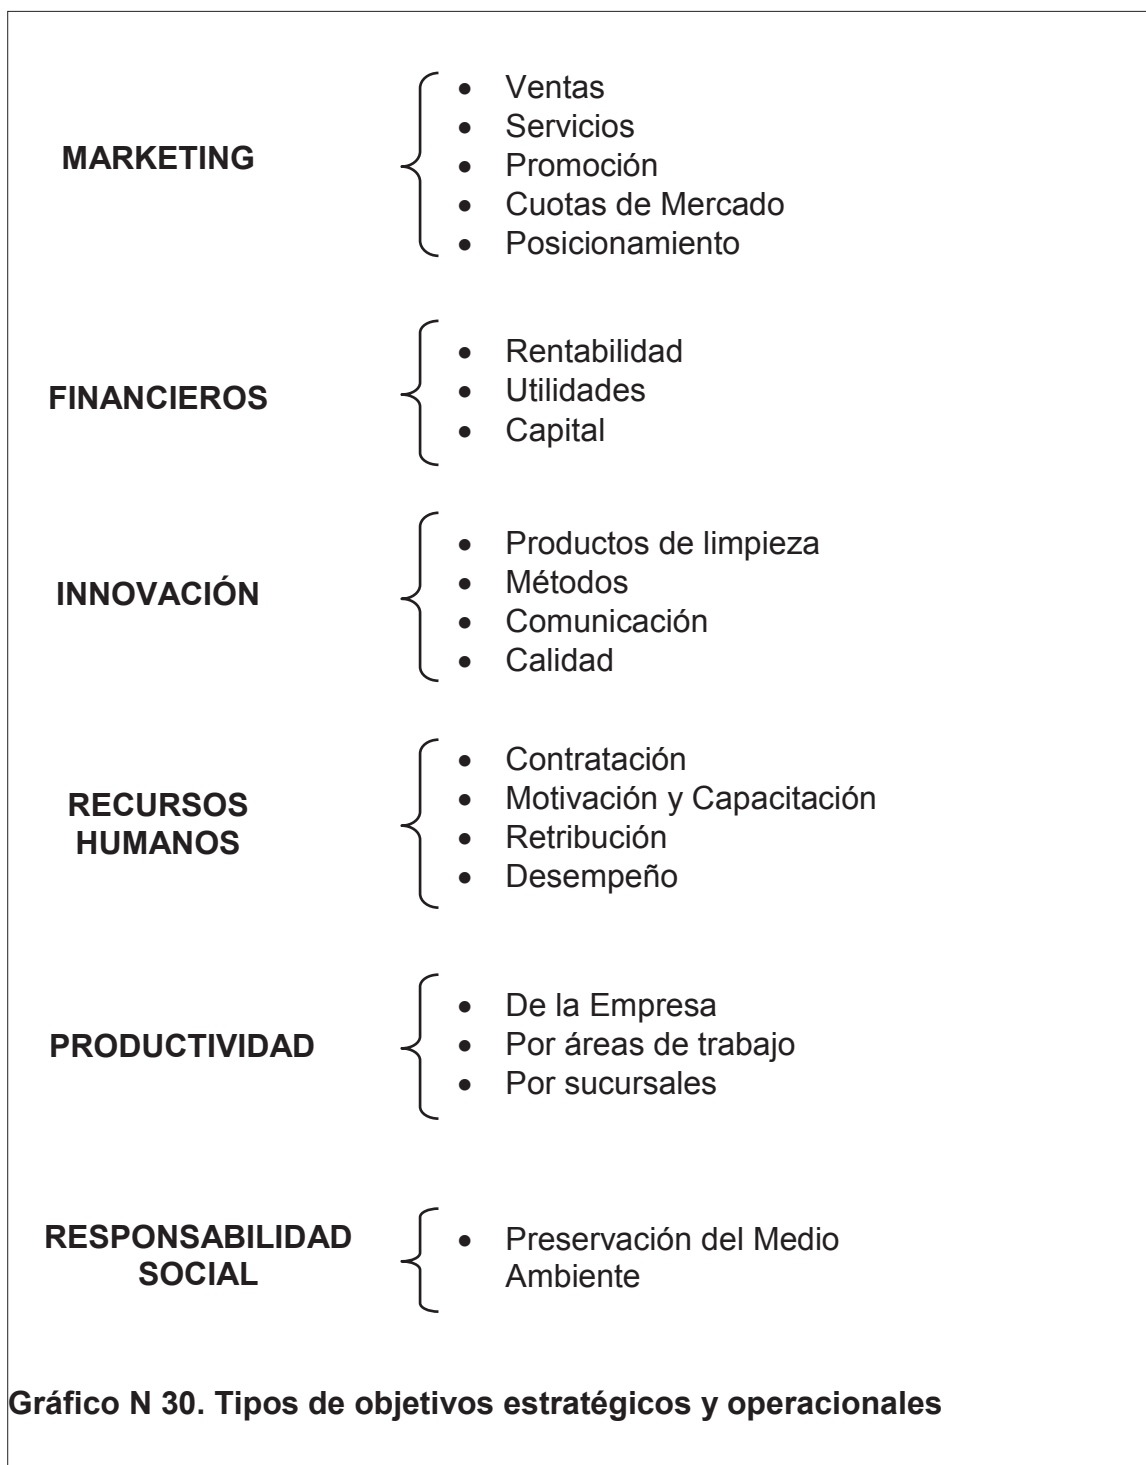 MARKETING
• Ventas
• Servicios
• Promoción
• Cuotas de Mercado
• Posicionamiento
FINANCIEROS
• Rentabilidad
• Utilidades
• Capital
INNOVACIÓN
• Productos de limpieza
• Métodos
• Comunicación
• Calidad
RECURSOS
HUMANOS
• Contratación
• Motivación y Capacitación
• Retribución
• Desempeño
PRODUCTIVIDAD
• De la Empresa
• Por áreas de trabajo
• Por sucursales
RESPONSABILIDAD
SOCIAL
• Preservación del Medio
Ambiente
Gráfico N 30. Tipos de objetivos estratégicos y operacionales